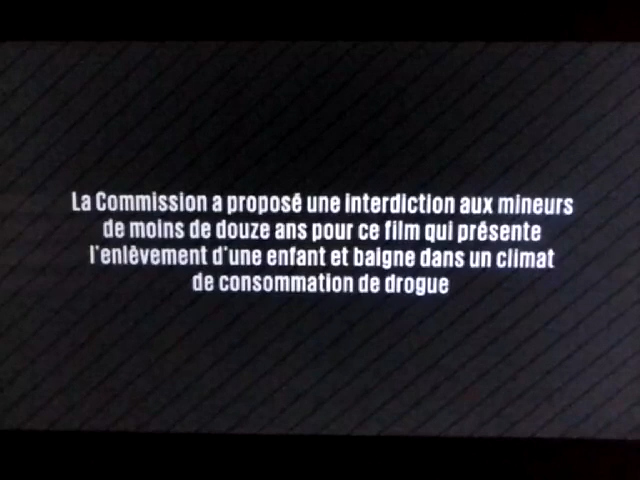 La Commission a proposé une interdiction aux mineurs
de moins de douze ans pour ce film qui présente
l'enlèvement d'une enfant et baigne dans un climat
de consommation de drogue